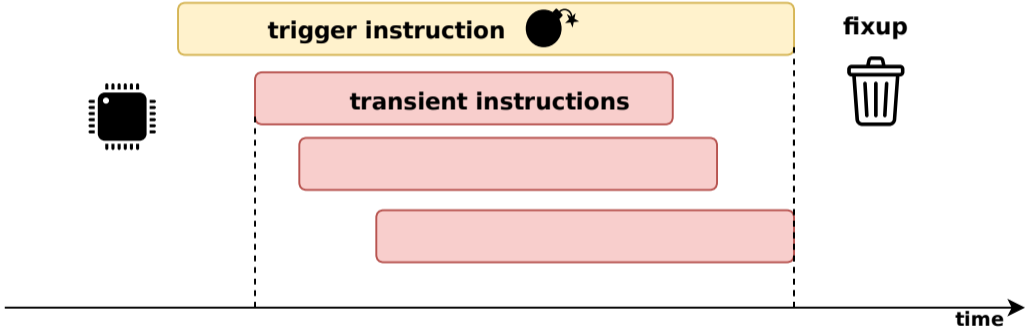 trigger instruction
fixup
transient instructions
time